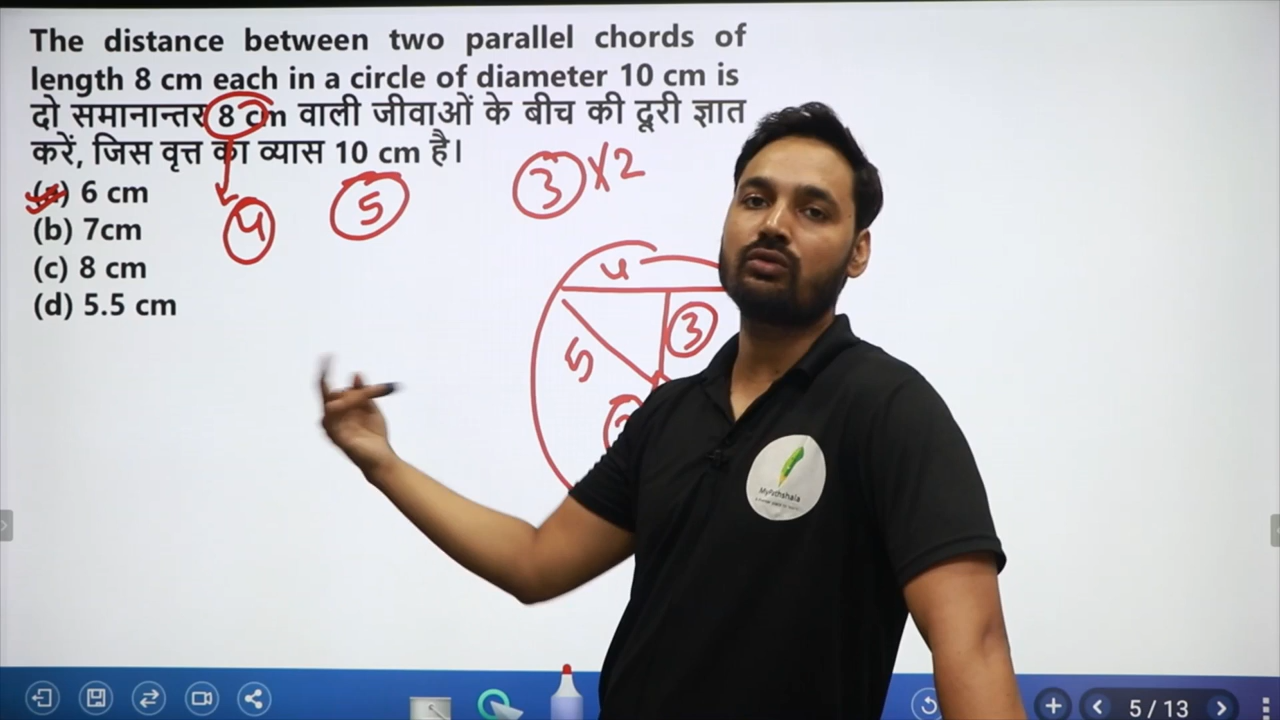 The distance between two parallel chords of
length 8 cm each in a circle of diameter 10 cm is
दो समानान्तर 8 cm वाली जीवाओं के बीच की दूरी ज्ञात
करें, जिस वृत्त का व्यास 10 cm है।
6 cm
(b) 7cm
(c) 8 cm
(d) 5.5 cm
4
5
3 x 2
4
3
5
MyPathshala
5 / 13